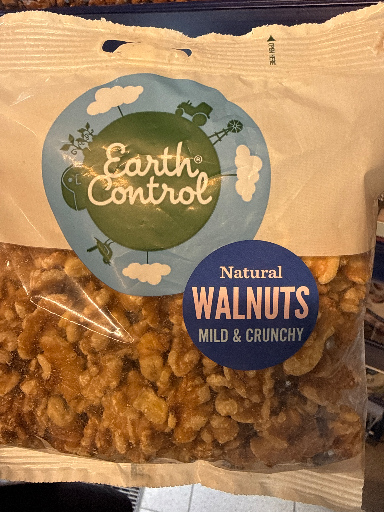 Earth®
Control
Natural
WALNUTS
MILD & CRUNCHY